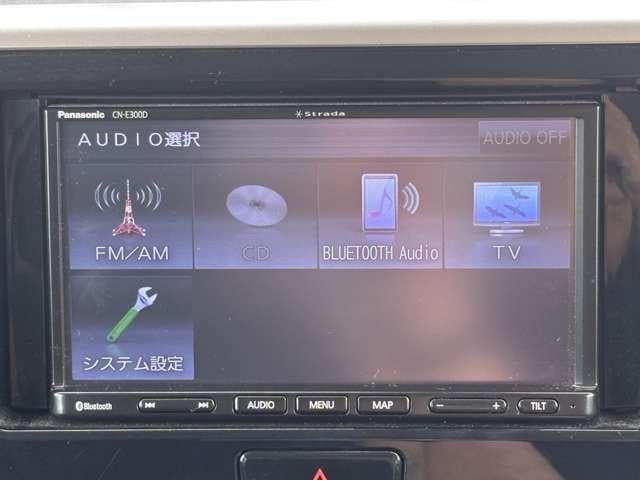 Panasonic CN-E300D Strada
AUDIO選択 AUDIO OFF
FM/AM CD BLUETOOTH Audio TV
システム設定
Bluetooth AUDIO MENU MAP − + TILT